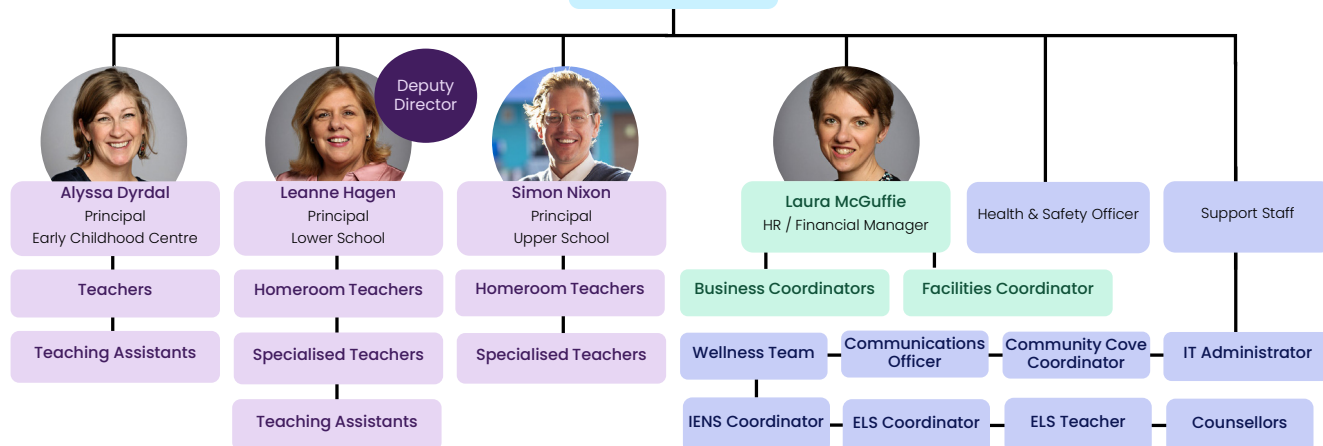 Deputy
Director
Alyssa Dyrdal
Principal
Early Childhood Centre
Leanne Hagen
Principal
Lower School
Simon Nixon
Principal
Upper School
Laura McGuffie
HR / Financial Manager
Health & Safety Officer
Support Staff
Teachers
Homeroom Teachers
Homeroom Teachers
Business Coordinators
Facilities Coordinator
Teaching Assistants
Specialised Teachers
Specialised Teachers
Wellness Team
Communications
Officer
Community Cove
Coordinator
IT Administrator
Teaching Assistants
IENS Coordinator
ELS Coordinator
ELS Teacher
Counsellors